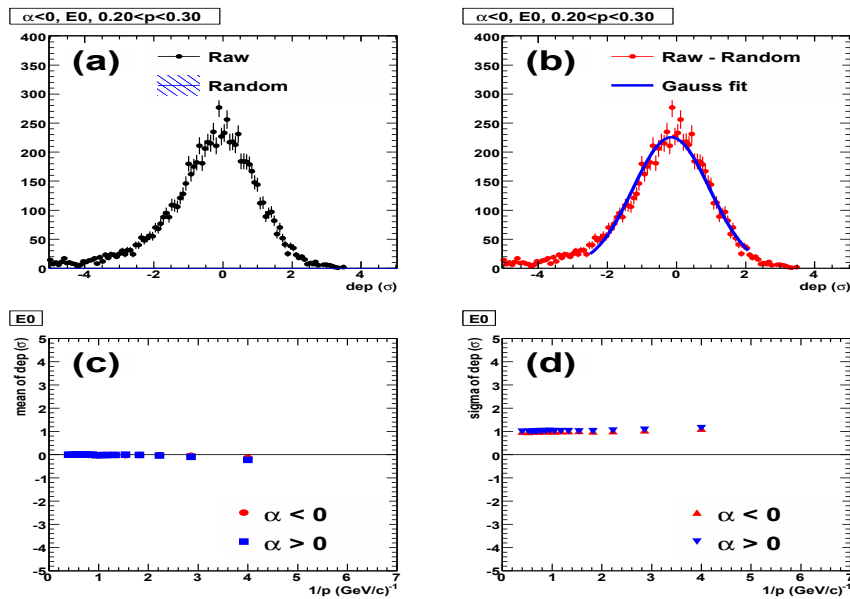 α<0, E0, 0.20<p<0.30
400
350
300
250
200
150
100
50
0
(a)
Raw
Random
-4 -2 0 2 4
dep (σ)
α<0, E0, 0.20<p<0.30
400
350
300
250
200
150
100
50
0
(b)
Raw - Random
Gauss fit
-4 -2 0 2 4
dep (σ)
E0
mean of dep (σ)
5
4
3
2
1
0
-1
-2
-3
-4
-5
(c)
α < 0
α > 0
0 1 2 3 4 5 6 7
1/p (GeV/c)⁻¹
E0
sigma of dep (σ)
5
4
3
2
1
0
-1
-2
-3
-4
-5
(d)
α < 0
α > 0
0 1 2 3 4 5 6 7
1/p (GeV/c)⁻¹